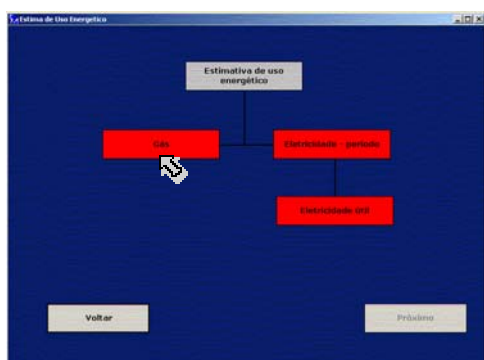 Estima de Uso Energetico
Estimativa de uso
energético
Gás
Eletricidade - período
Eletricidade útil
Voltar
Próximo